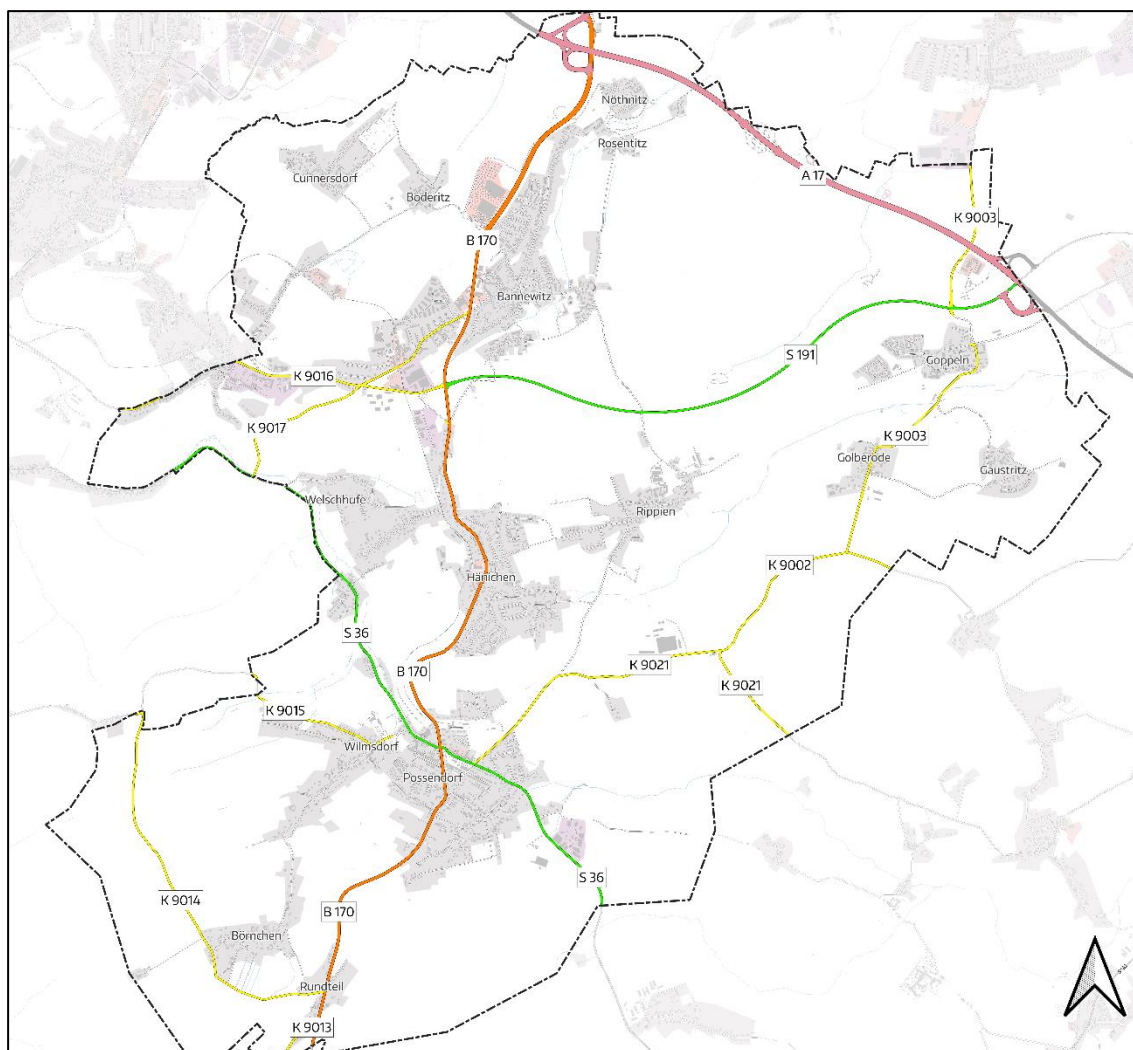 Nöthnitz
Rosentitz
Cunnersdorf
Boderitz
A 17
K 9003
B 170
Bannewitz
S 191
Goppeln
K 9016
K 9017
K 9003
Golberode
Gaustritz
Welschhufe
Rippien
Hänichen
K 9002
S 36
B 170
K 9021
K 9021
K 9015
Wilmsdorf
Possendorf
S 36
K 9014
B 170
Börnchen
Rundteil
K 9013